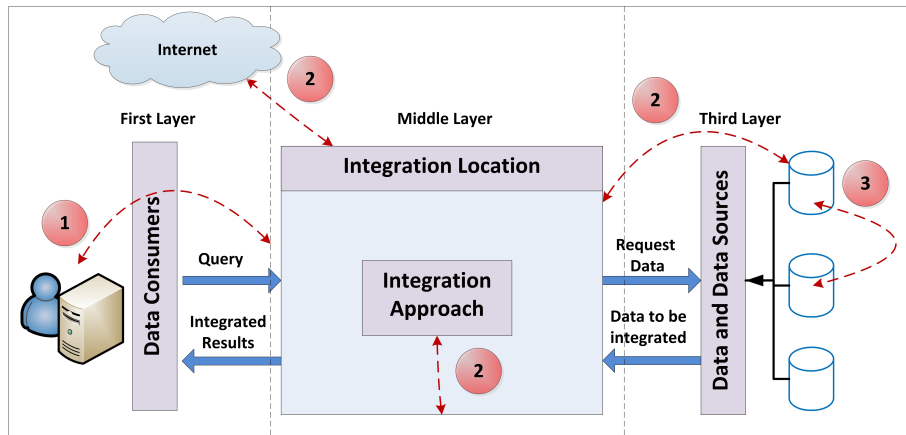 Internet
2
2
First Layer
Middle Layer
Third Layer
Integration Location
1
3
Data Consumers
Data and Data Sources
Query
Request
Data
Integration
Approach
Integrated
Results
Data to be
integrated
2